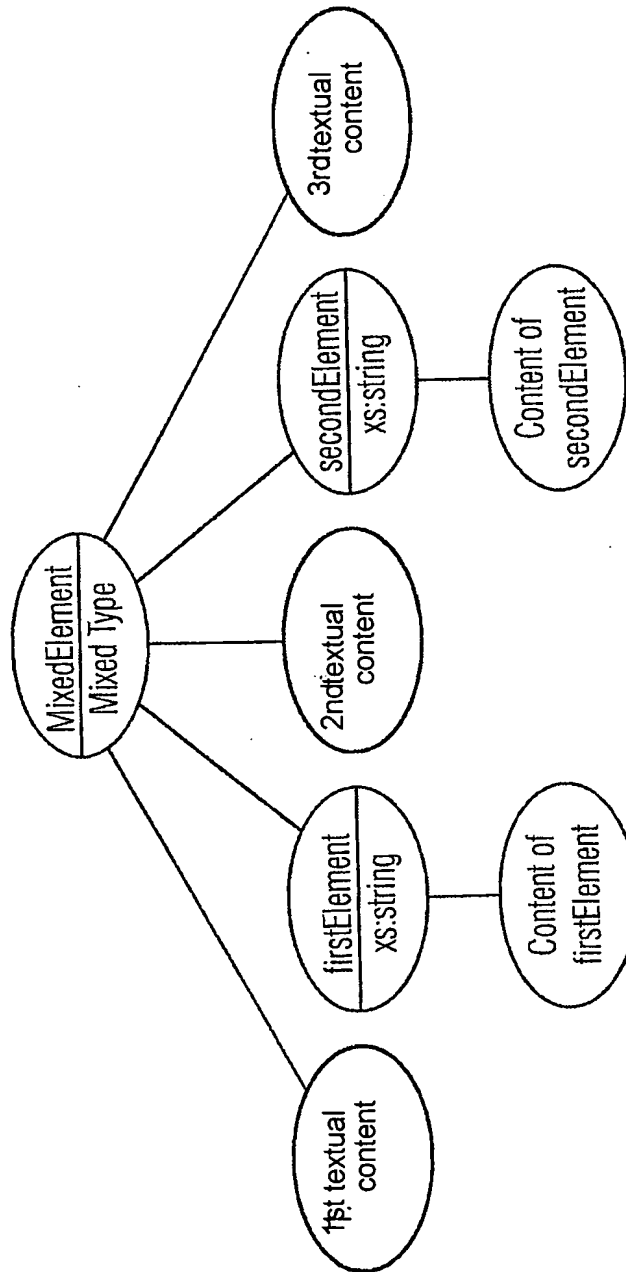 MixedElement
Mixed Type
textual
content
firstElement
xs:string
2ndtextual
content
secondElement
xs:string
3rdtextual
content
Content of
firstElement
Content of
secondElement